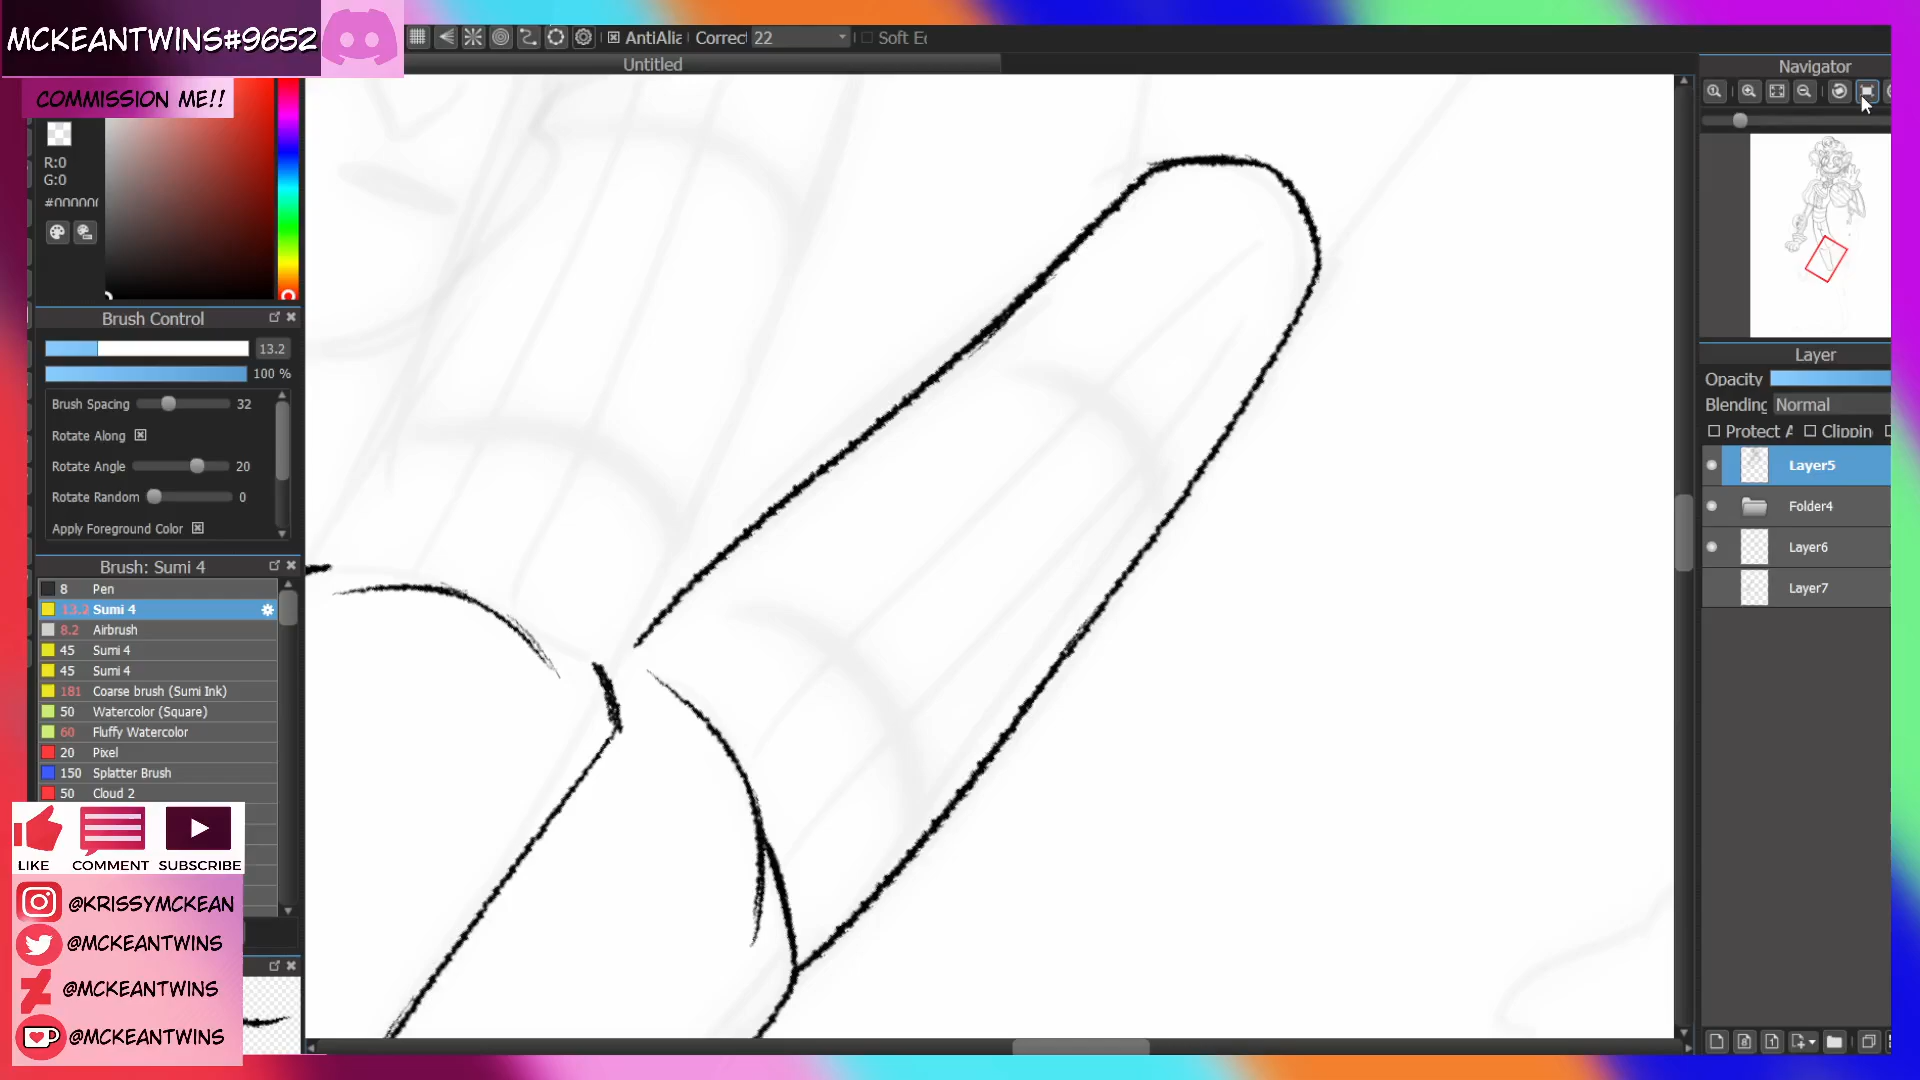 MCKEANTWINS#9652
COMMISSION ME!!
AntiAlia
Correct
22
Soft Ed
Untitled
R:0
G:0
#000000
Brush Control
13.2
100 %
Brush Spacing 32
Rotate Along
Rotate Angle 20
Rotate Random 0
Apply Foreground Color
Brush: Sumi 4
8 Pen
13.2 Sumi 4
8.2 Airbrush
45 Sumi 4
45 Sumi 4
181 Coarse brush (Sumi Ink)
50 Watercolor (Square)
60 Fluffy Watercolor
20 Pixel
150 Splatter Brush
50 Cloud 2
LIKE COMMENT SUBSCRIBE
@KRISSYMCKEAN
@MCKEANTWINS
@MCKEANTWINS
@MCKEANTWINS
Navigator
Layer
Opacity
Blending Normal
Protect A
Clipping
Layer5
Folder4
Layer6
Layer7